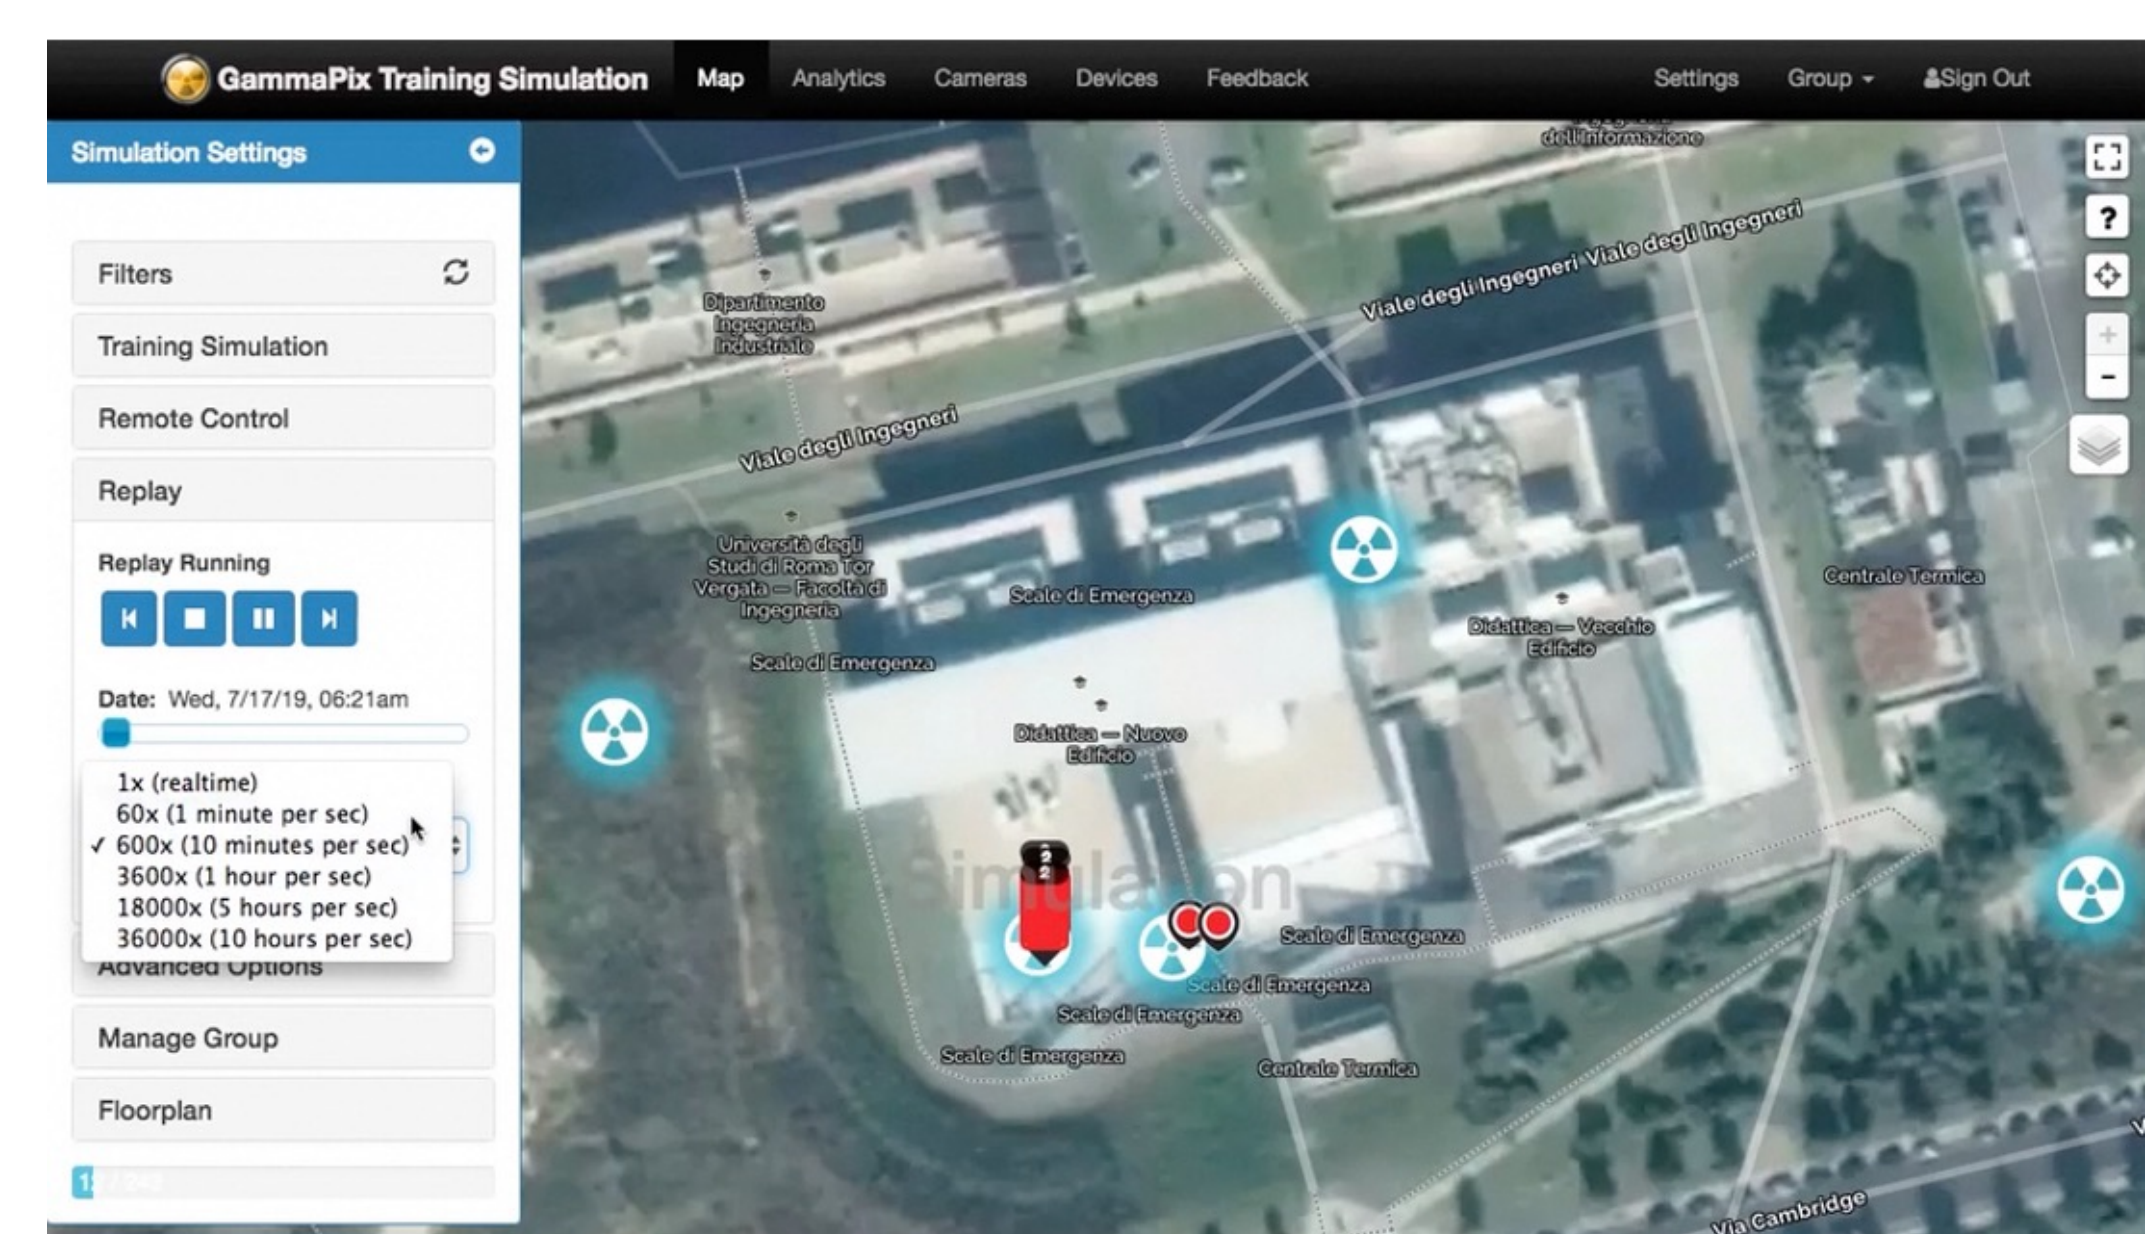 GammaPix Training Simulation
Map
Analytics
Cameras
Devices
Feedback
Settings
Group
Sign Out
Simulation Settings
Filters
Training Simulation
Remote Control
Replay
Replay Running
Date: Wed, 7/17/19, 06:21am
1x (realtime)
60x (1 minute per sec)
✓ 600x (10 minutes per sec)
3600x (1 hour per sec)
18000x (5 hours per sec)
36000x (10 hours per sec)
Advanced Options
Manage Group
Floorplan
dell'Informazione
Viale degli Ingegneri Viale degli Ingegneri
Dipartimento
Ingegneria
Industriale
Viale degli Ingegneri
Università degli
Studi di Roma Tor
Vergata — Facoltà di
Ingegneria
Scale di Emergenza
Centrale Termica
Didattica — Vecchio
Edificio
Scale di Emergenza
Didattica — Nuovo
Edificio
2
2
Simulation
Scale di Emergenza
Scale di Emergenza
Scale di Emergenza
Scale di Emergenza
Centrale Termica
Via Cambridge
?
+
-